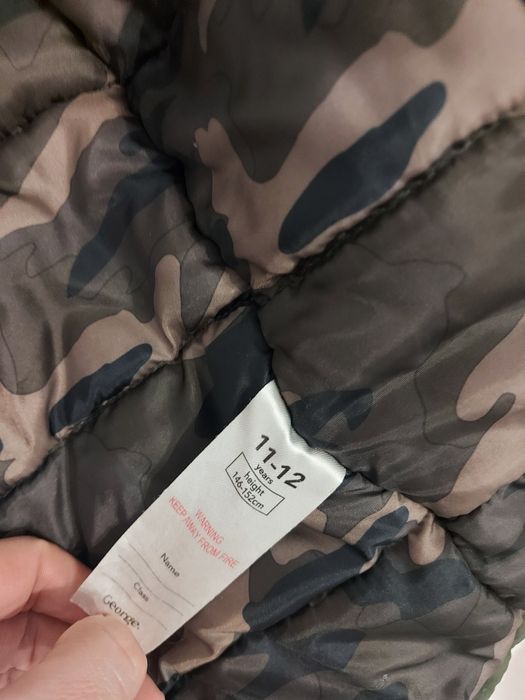 11-12
years
height
146-152cm
WARNING
KEEP AWAY FROM FIRE
Name
Class
George.